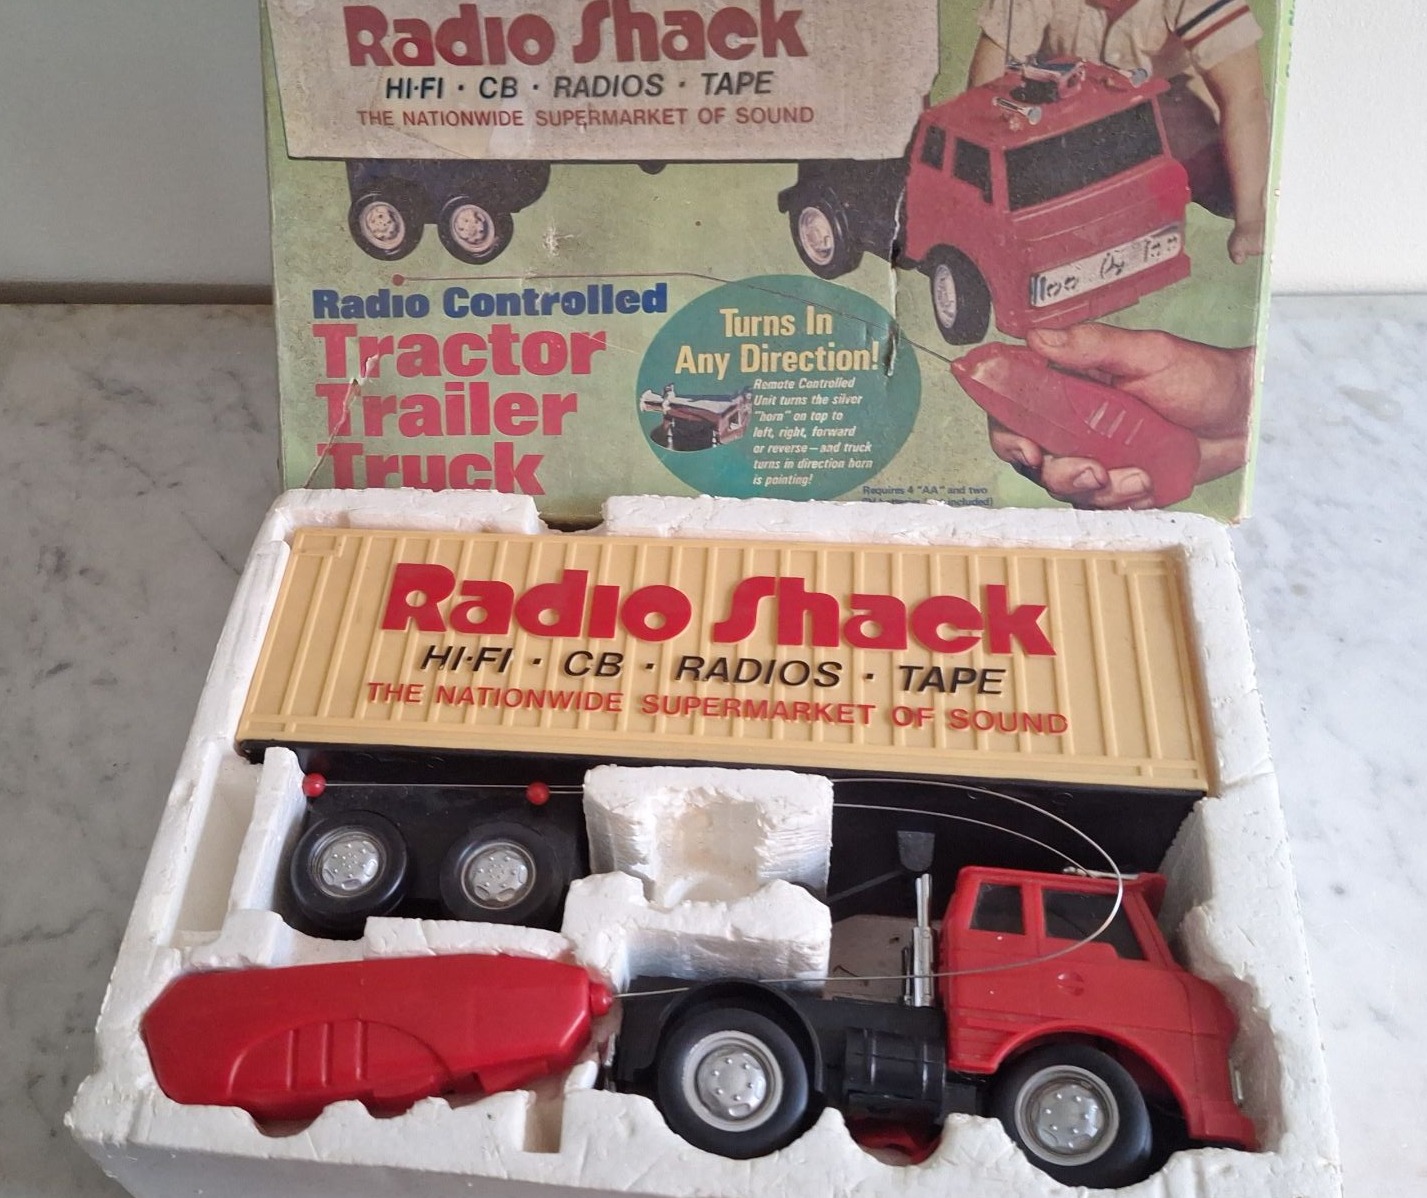 Radio Shack
HI·FI · CB · RADIOS · TAPE
THE NATIONWIDE SUPERMARKET OF SOUND
Radio Controlled
Tractor
Trailer
Truck
Turns In
Any Direction!
Remote Controlled
Unit turns the silver
"horn" on top to
left, right, forward
or reverse—and truck
turns in direction horn
is pointing!
Requires 4 "AA" and two
included)
Radio Shack
HI·FI · CB · RADIOS · TAPE
THE NATIONWIDE SUPERMARKET OF SOUND